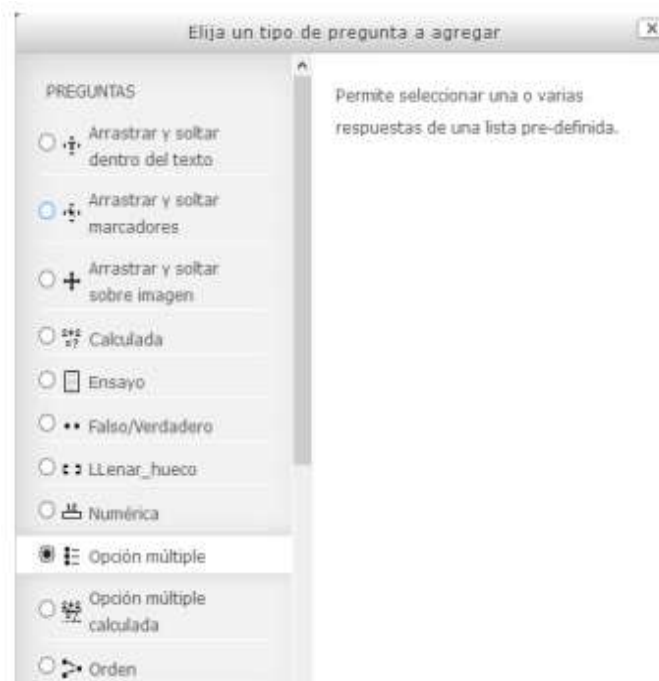 Elija un tipo de pregunta a agregar
PREGUNTAS
Arrastrar y soltar
dentro del texto
Arrastrar y soltar
marcadores
Arrastrar y soltar
sobre imagen
Calculada
Ensayo
Falso/Verdadero
LLenar_hueco
Numérica
Opción múltiple
Opción múltiple
calculada
Orden
Permite seleccionar una o varias
respuestas de una lista pre-definida.